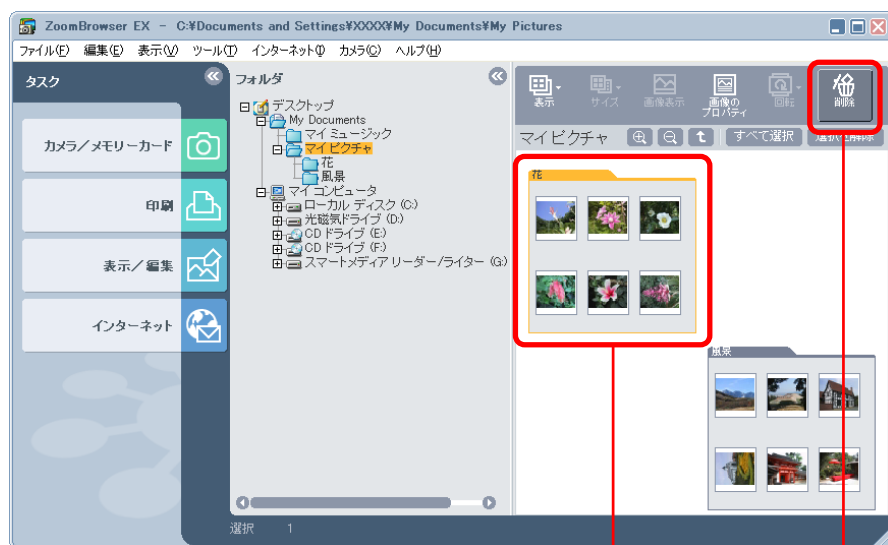 ZoomBrowser EX - C:¥Documents and Settings¥XXXX¥My Documents¥My Pictures
ファイル(F) 編集(E) 表示(V) ツール(T) インターネット(I) カメラ(C) ヘルプ(H)
タスク
カメラ/メモリーカード
印刷
表示/編集
インターネット
フォルダ
デスクトップ
My Documents
マイ ミュージック
マイ ピクチャ
花
風景
マイ コンピュータ
ローカル ディスク (C:)
光磁気ドライブ (D:)
CD ドライブ (E:)
CD ドライブ (F:)
スマートメディア リーダー/ライター (G:)
表示
サイズ
画像表示
画像の
プロパティ
回転
削除
マイ ピクチャ
すべて選択
選択を解除
花
風景
選択 1